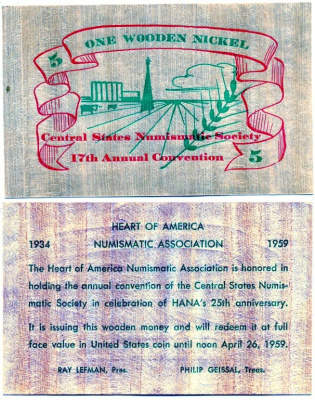 ONE WOODEN NICKEL
5
Central States Numismatic Society
17th Annual Convention
5
HEART OF AMERICA
1934 NUMISMATIC ASSOCIATION 1959
The Heart of America Numismatic Association is honored in
holding the annual convention of the Central States Numis-
matic Society in celebration of HANA's 25th anniversary.
It is issuing this wooden money and will redeem it at full
face value in United States coin until noon April 26, 1959.
RAY LEFMAN, Pres. PHILIP GEISSAL, Treas.